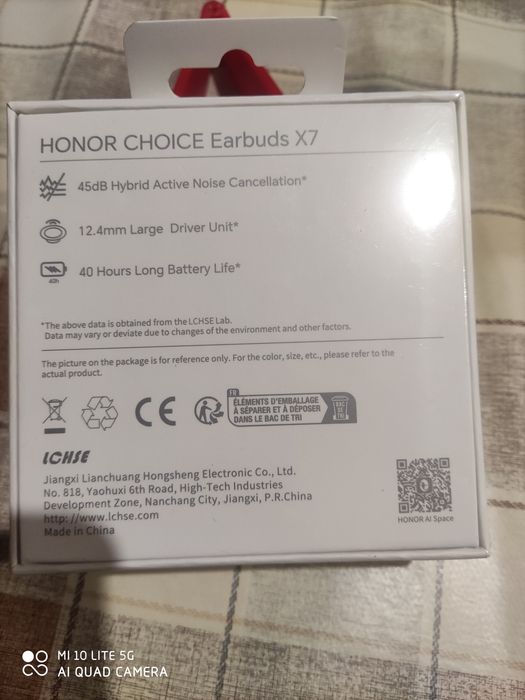 HONOR CHOICE Earbuds X7
45dB Hybrid Active Noise Cancellation*
12.4mm Large Driver Unit*
40h
40 Hours Long Battery Life*
*The above data is obtained from the LCHSE Lab.
Data may vary or deviate due to changes of the environment and other factors.
The picture on the package is for reference only. For the color, size, etc., please refer to the
actual product.
CE
FR
ÉLÉMENTS D'EMBALLAGE
À SÉPARER ET À DÉPOSER
DANS LE BAC DE TRI
BAC
DE
TRI
LCHSE
Jiangxi Lianchuang Hongsheng Electronic Co., Ltd.
No. 818, Yaohuxi 6th Road, High-Tech Industries
Development Zone, Nanchang City, Jiangxi, P.R.China
http://www.lchse.com
Made in China
HONOR AI Space
MI 10 LITE 5G
AI QUAD CAMERA